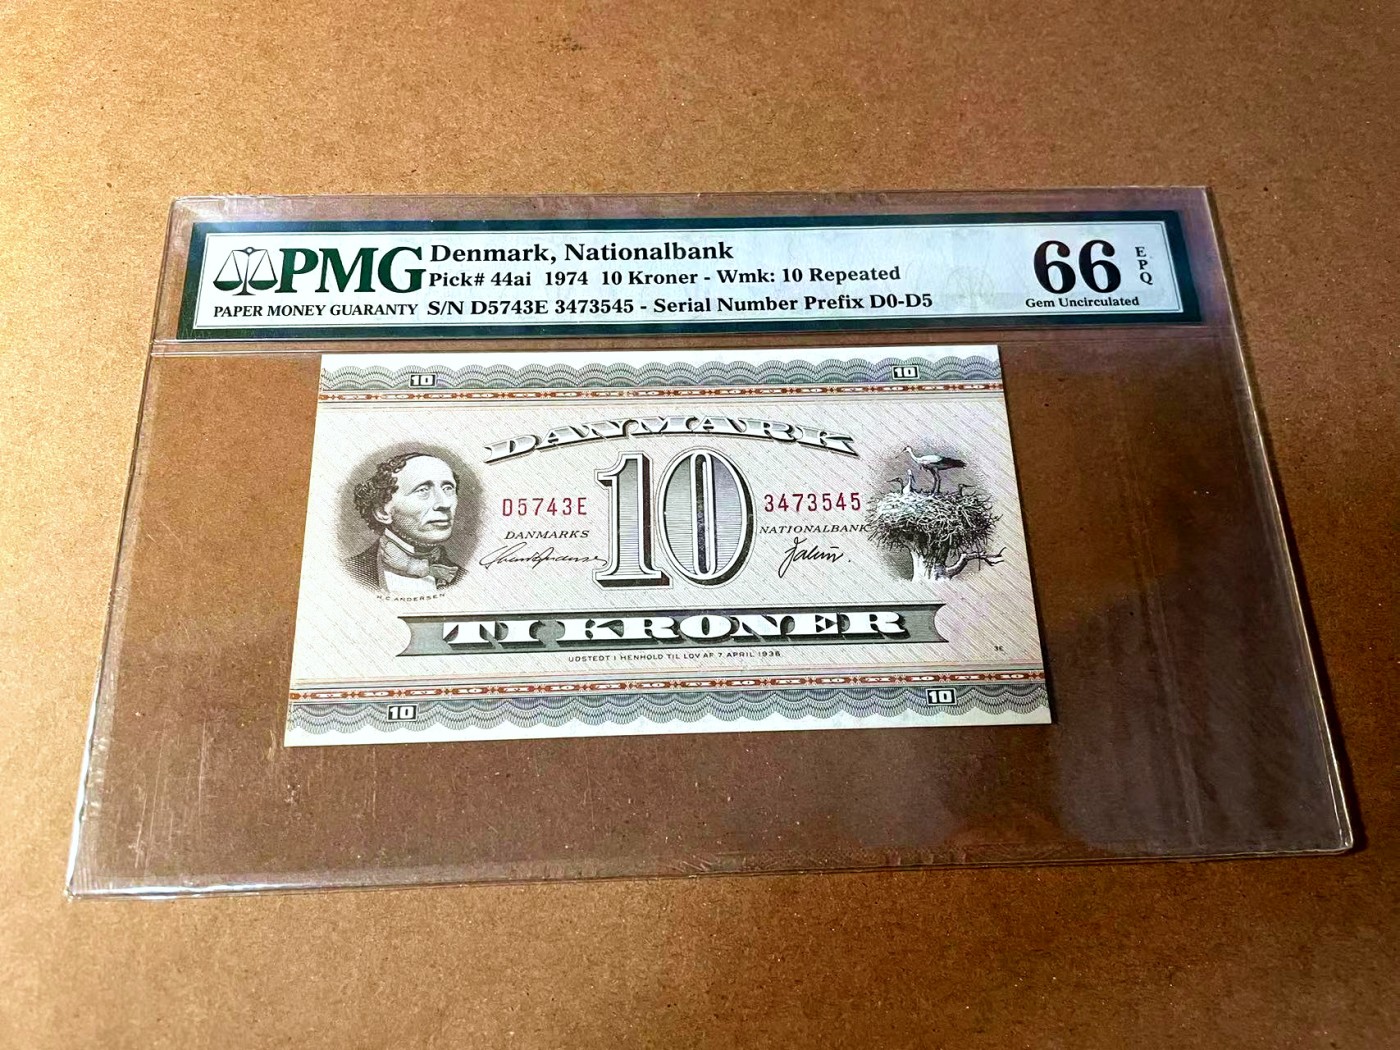 PMG
PAPER MONEY GUARANTY
Denmark, Nationalbank
Pick# 44ai 1974 10 Kroner - Wmk: 10 Repeated
S/N D5743E 3473545 - Serial Number Prefix D0-D5
66
EPQ
Gem Uncirculated
10
10
DANMARK
10
D5743E
3473545
DANMARKS
NATIONALBANK
H.C. ANDERSEN
TI KRONER
UDSTEDT I HENHOLD TIL LOV AF 7. APRIL 1936
3E
10
10